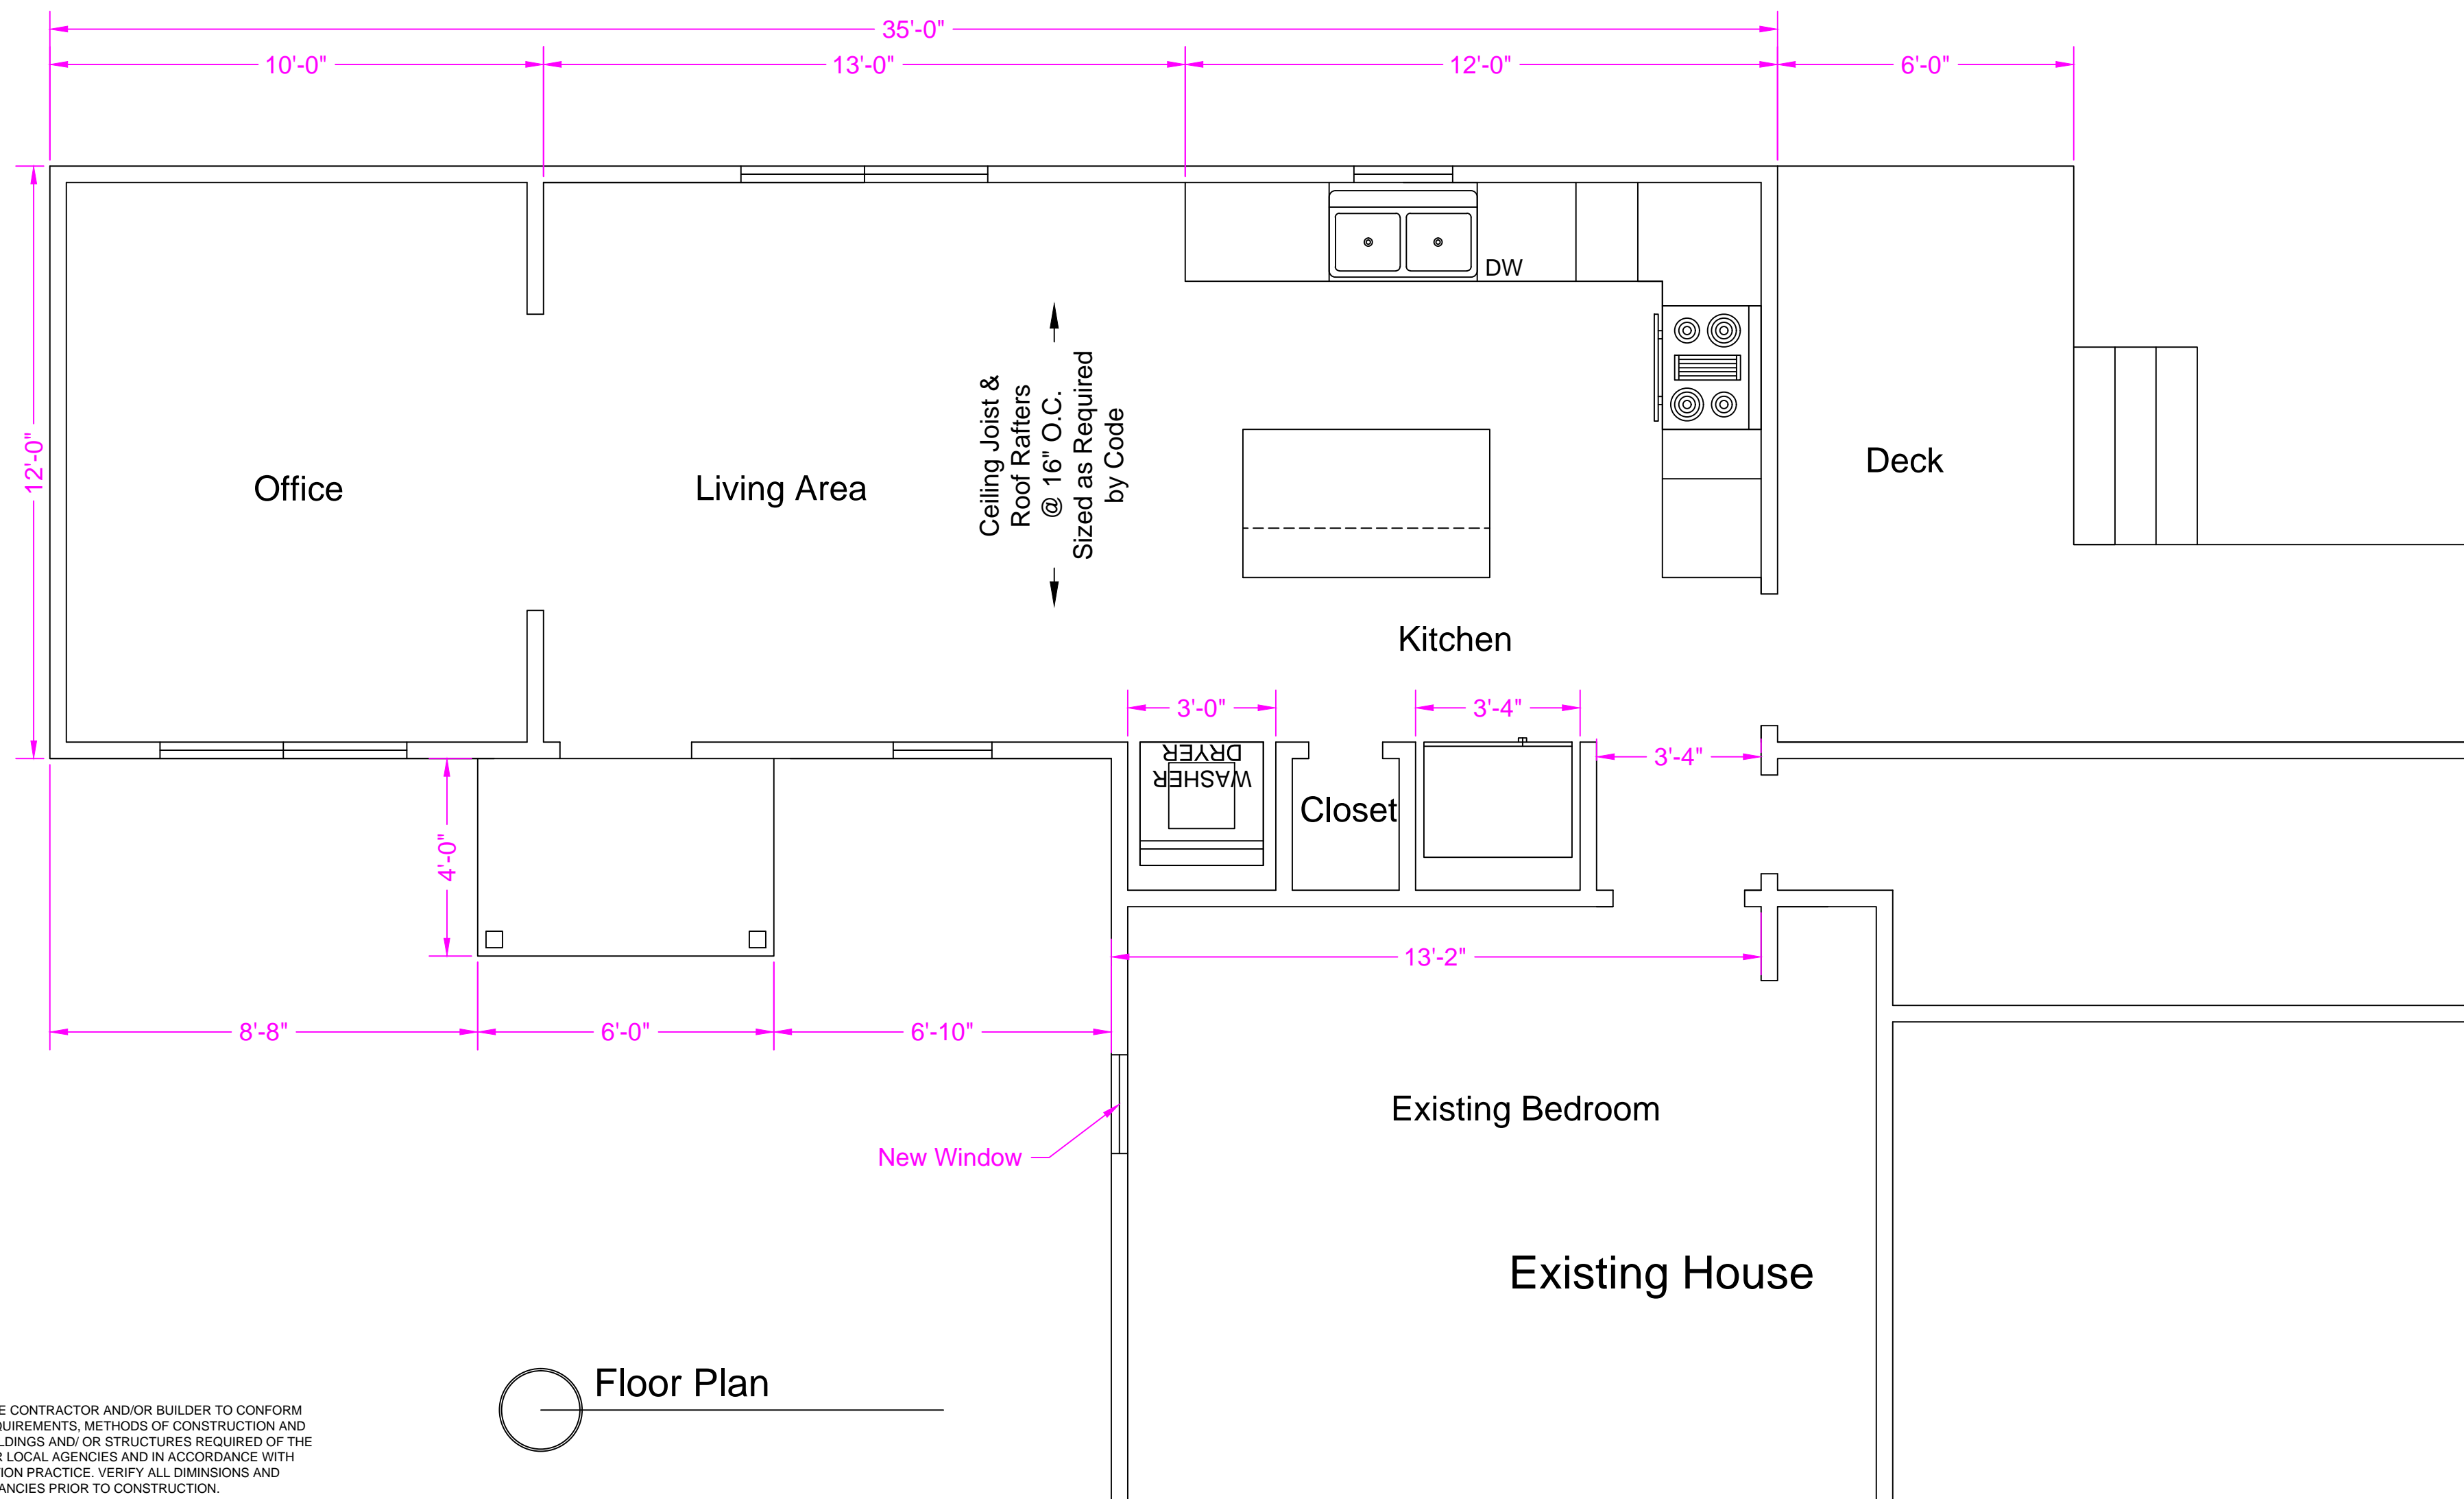 35'-0"
10'-0"
13'-0"
12'-0"
6'-0"
12'-0"
Office
Living Area
Ceiling Joist &
Roof Rafters
@ 16" O.C.
Sized as Required
by Code
DW
Deck
Kitchen
3'-0"
3'-4"
3'-4"
DRYER
WASHER
Closet
4'-0"
13'-2"
8'-8"
6'-0"
6'-10"
New Window
Existing Bedroom
Existing House
Floor Plan
CONTRACTOR AND/OR BUILDER TO CONFORM
METHODS OF CONSTRUCTION AND
AND/ OR STRUCTURES REQUIRED OF THE
LOCAL AGENCIES AND IN ACCORDANCE WITH
PRACTICE. VERIFY ALL DIMINSIONS AND
PRIOR TO CONSTRUCTION.